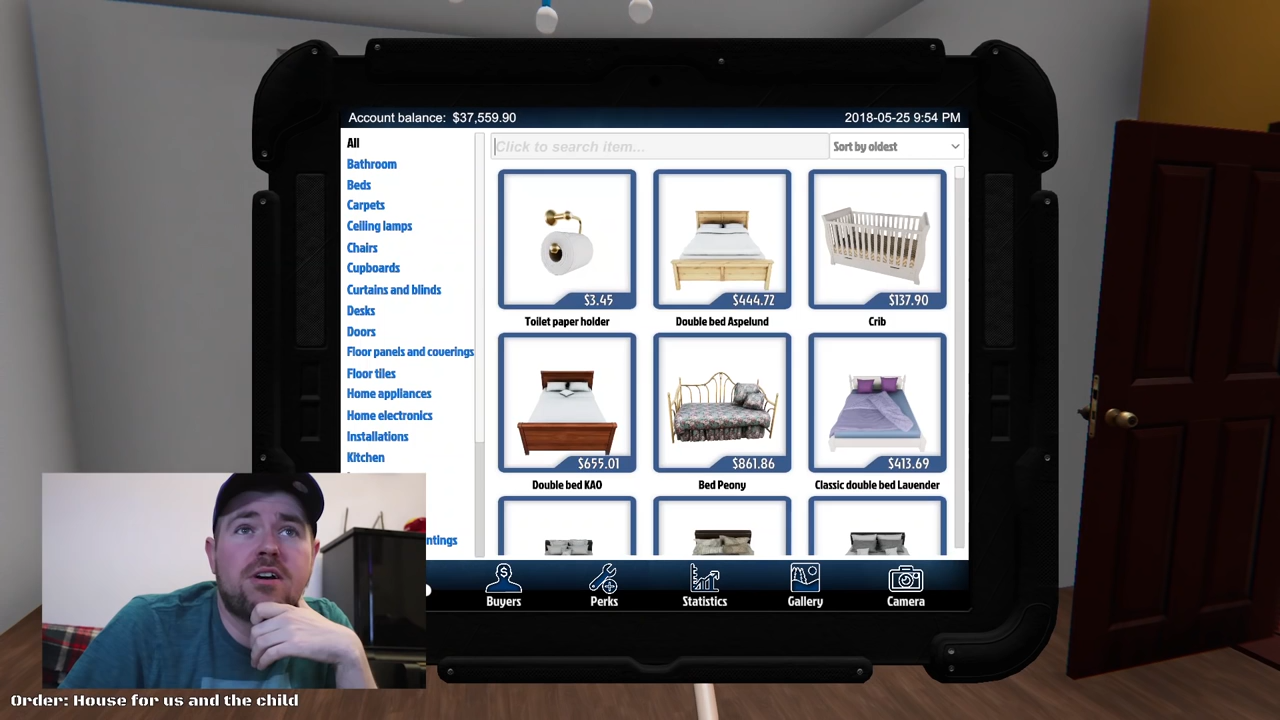 Account balance: $37,559.90
2018-05-25 9:54 PM
All
Bathroom
Beds
Carpets
Ceiling lamps
Chairs
Cupboards
Curtains and blinds
Desks
Doors
Floor panels and coverings
Floor tiles
Home appliances
Home electronics
Installations
Kitchen
ntings
Click to search item...
Sort by oldest
$3.45
$444.72
$137.90
Toilet paper holder
Double bed Aspelund
Crib
$655.01
$861.86
$413.69
Double bed KAO
Bed Peony
Classic double bed Lavender
Buyers
Perks
Statistics
Gallery
Camera
Order: House for us and the child